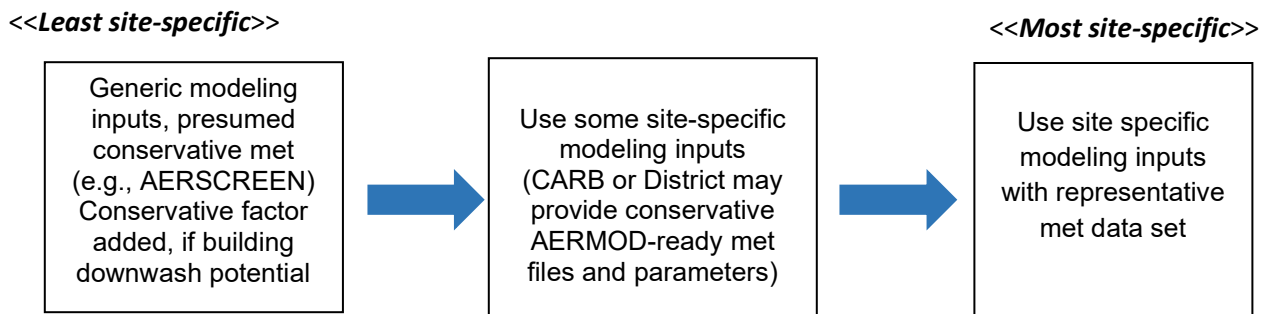 <<Least site-specific>>
<<Most site-specific>>
Generic modeling
inputs, presumed
conservative met
(e.g., AERSCREEN)
Conservative factor
added, if building
downwash potential
Use some site-specific
modeling inputs
(CARB or District may
provide conservative
AERMOD-ready met
files and parameters)
Use site specific
modeling inputs
with representative
met data set